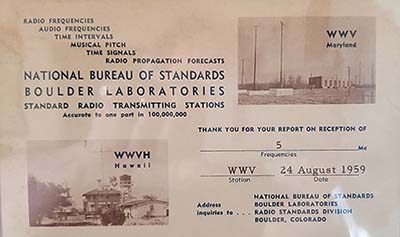 RADIO FREQUENCIES
AUDIO FREQUENCIES
TIME INTERVALS
MUSICAL PITCH
TIME SIGNALS
RADIO PROPAGATION FORECASTS
NATIONAL BUREAU OF STANDARDS
BOULDER LABORATORIES
STANDARD RADIO TRANSMITTING STATIONS
Accurate to one part in 100,000,000
WWV
Maryland
WWVH
Hawaii
THANK YOU FOR YOUR REPORT ON RECEPTION OF
5 Mc
Frequencies
WWV 24 August 1959
Station Date
Address inquiries to . . .
NATIONAL BUREAU OF STANDARDS
BOULDER LABORATORIES
RADIO STANDARDS DIVISION
BOULDER, COLORADO